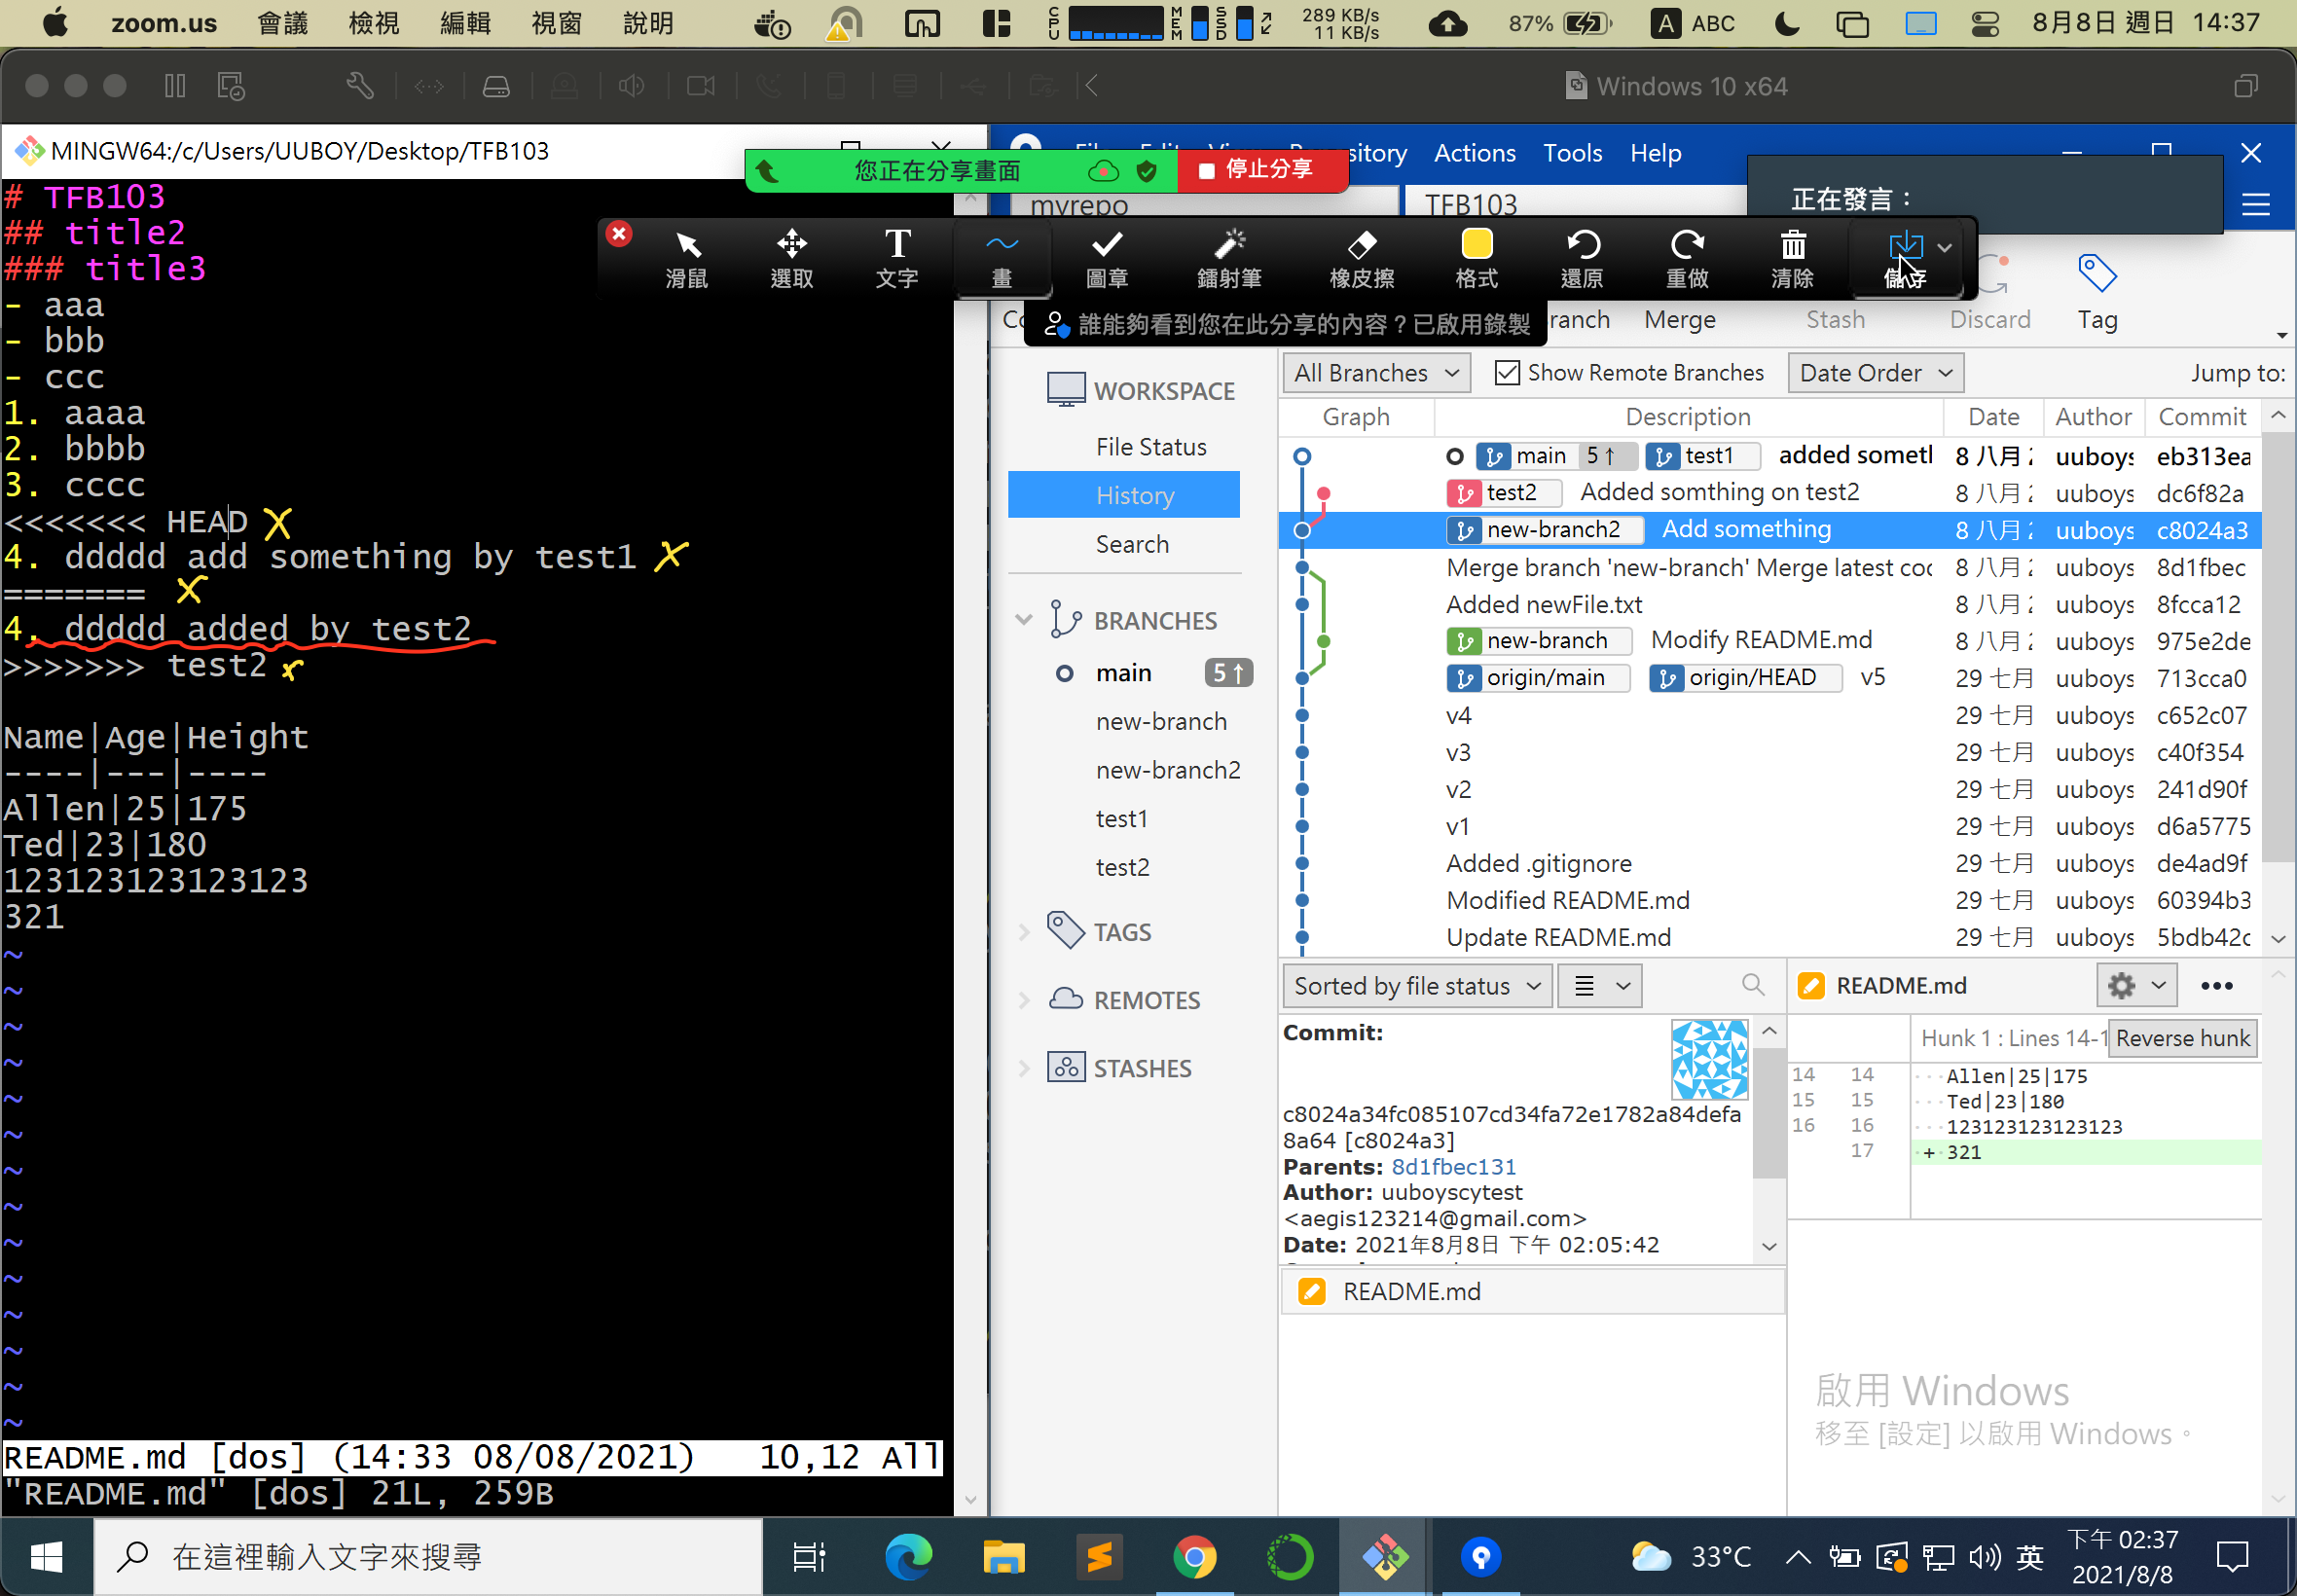 zoom.us 會議 檢視 編輯 視窗 說明
CPU MEM SSD 289 KB/s 11 KB/s 87% A ABC 8月8日 週日 14:37
Windows 10 x64
MINGW64:/c/Users/UUBOY/Desktop/TFB103
# TFB103
## title2
### title3
- aaa
- bbb
- ccc
1. aaaa
2. bbbb
3. cccc
<<<<<<< HEAD X
4. ddddd add something by test1 X
======= X
4. ddddd added by test2
>>>>>>> test2 x
Name|Age|Height
----|---|----
Allen|25|175
Ted|23|180
123123123123123
321
~
~
~
~
~
~
~
~
~
~
~
~
~
~
README.md [dos] (14:33 08/08/2021) 10,12 All
"README.md" [dos] 21L, 259B
您正在分享畫面 停止分享
Actions Tools Help
myrepo TFB103
正在發言：
滑鼠 選取 文字 畫 圖章 鐳射筆 橡皮擦 格式 還原 重做 清除 儲存
誰能夠看到您在此分享的內容？已啟用錄製
Merge Stash Discard Tag
WORKSPACE
File Status
History
Search
BRANCHES
main 5↑
new-branch
new-branch2
test1
test2
TAGS
REMOTES
STASHES
All Branches Show Remote Branches Date Order Jump to:
Graph Description Date Author Commit
main 5↑ test1 added somet 8 八月 uuboys eb313ea
test2 Added somthing on test2 8 八月 uuboys dc6f82a
new-branch2 Add something 8 八月 uuboys c8024a3
Merge branch 'new-branch' Merge latest coc 8 八月 uuboys 8d1fbec
Added newFile.txt 8 八月 uuboys 8fcca12
new-branch Modify README.md 8 八月 uuboys 975e2de
origin/main origin/HEAD v5 29 七月 uuboys 713cca0
v4 29 七月 uuboys c652c07
v3 29 七月 uuboys c40f354
v2 29 七月 uuboys 241d90f
v1 29 七月 uuboys d6a5775
Added .gitignore 29 七月 uuboys de4ad9f
Modified README.md 29 七月 uuboys 60394b3
Update README.md 29 七月 uuboys 5bdb42c
Sorted by file status
Commit:
c8024a34fc085107cd34fa72e1782a84defa
8a64 [c8024a3]
Parents: 8d1fbec131
Author: uuboyscytest
<aegis123214@gmail.com>
Date: 2021年8月8日 下午 02:05:42
README.md
README.md
Hunk 1 : Lines 14-1 Reverse hunk
14 14 Allen|25|175
15 15 Ted|23|180
16 16 123123123123123
17 + 321
啟用 Windows
移至 [設定] 以啟用 Windows。
在這裡輸入文字來搜尋
33°C 英 下午 02:37
2021/8/8